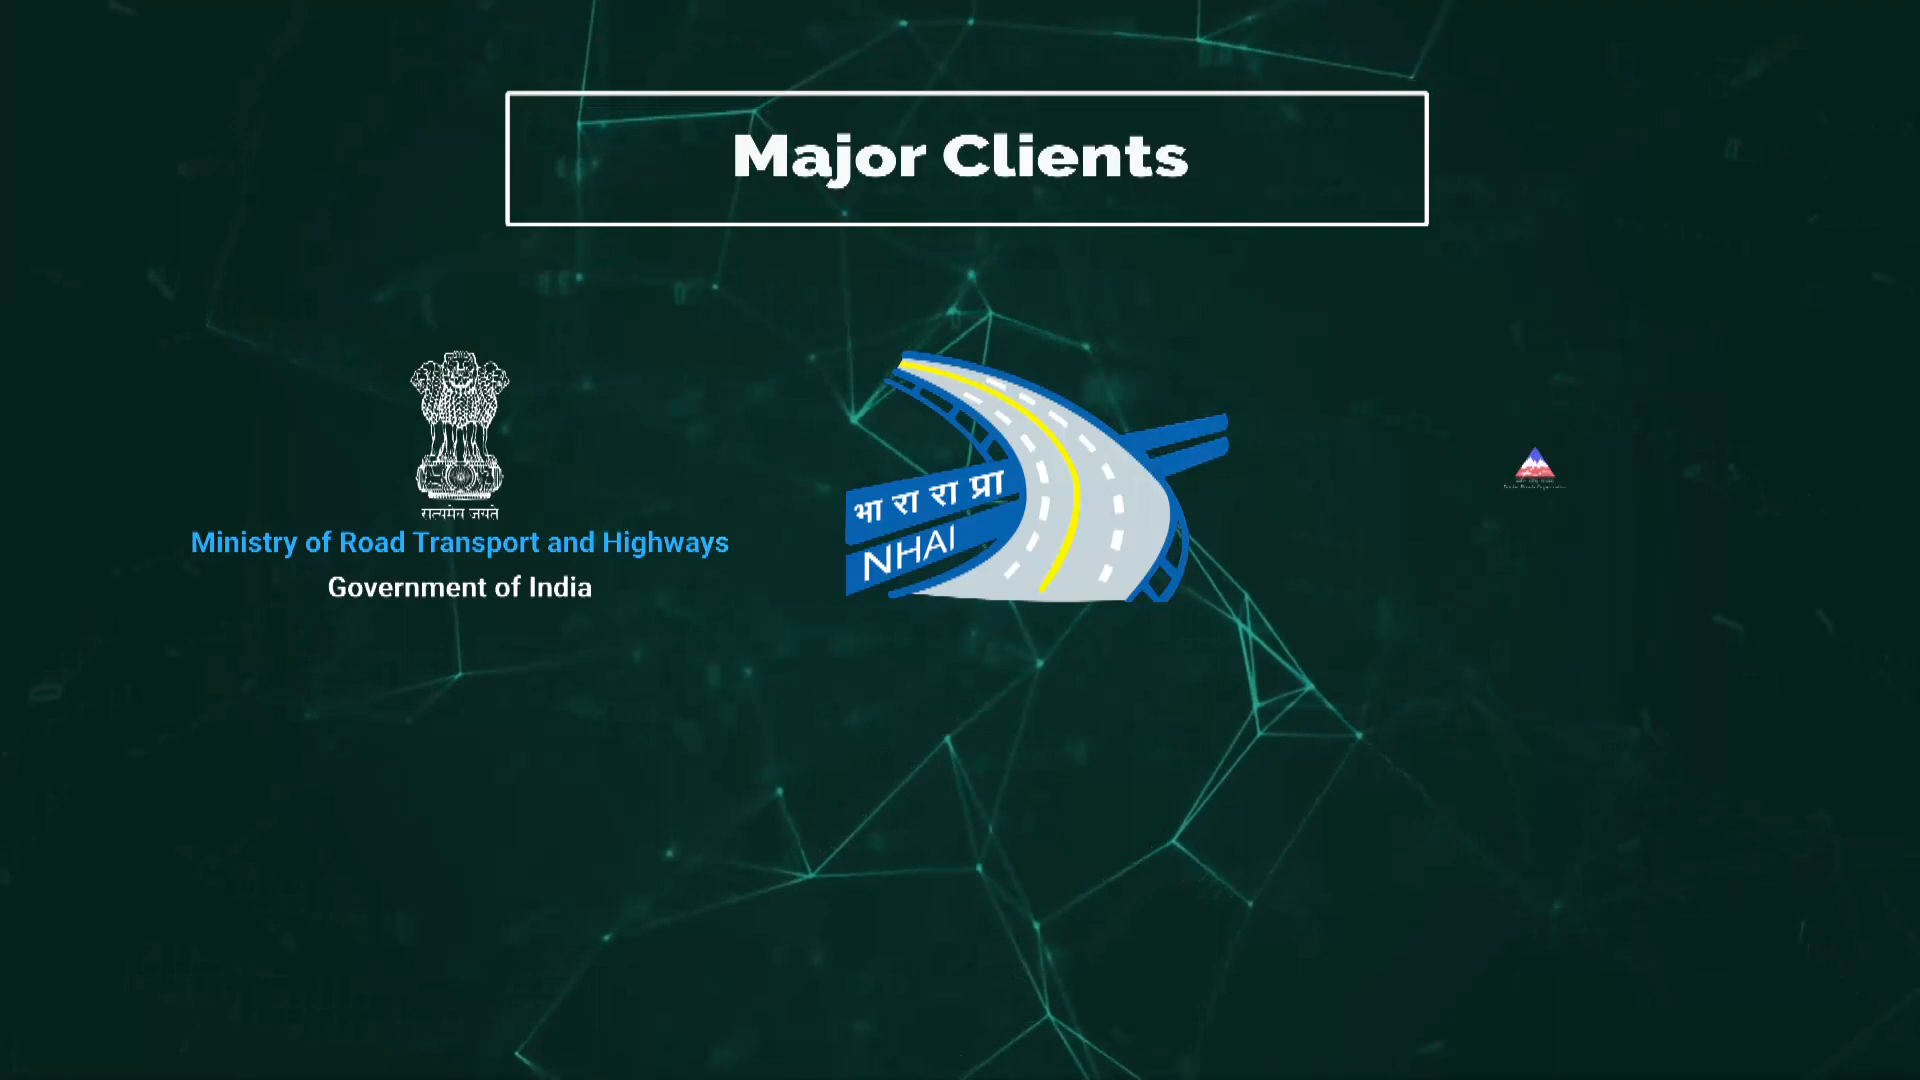 Major Clients
सत्यमेव जयते
Ministry of Road Transport and Highways
Government of India
भा रा रा प्रा
NHAI